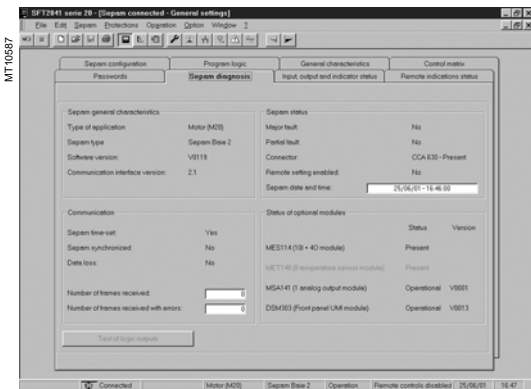 SFT2841 serie 20 - [Sepam connected - General settings]
File Edit Sepam Protections Operation Option Window ?
MT10587
Sepam configuration Program logic General characteristics Control matrix
Passwords Sepam diagnosis Input, output and indicator status Remote indications status
Sepam general characteristics
Type of application Motor (M20)
Sepam type Sepam Base 2
Software version: V0119
Communication interface version: 2.1
Sepam status
Major fault No
Partial fault No
Connector: CCA 630 - Present
Remote setting enabled: No
Sepam date and time: 25/06/01 - 16:46:00
Communication
Sepam time-set: Yes
Sepam synchronized: No
Data loss: No
Number of frames received: 0
Number of frames received with errors: 0
Status of optional modules
Status Version
MES114 (10I + 4O module) Present
MET148 (8 temperature sensor module) Present
MSA141 (1 analog output module) Operational V0001
DSM303 (Front panel UMI module) Operational V0013
Test of logic outputs
Connected Motor (M20) Sepam Base 2 Operation Remote controls disabled 25/06/01 16:47